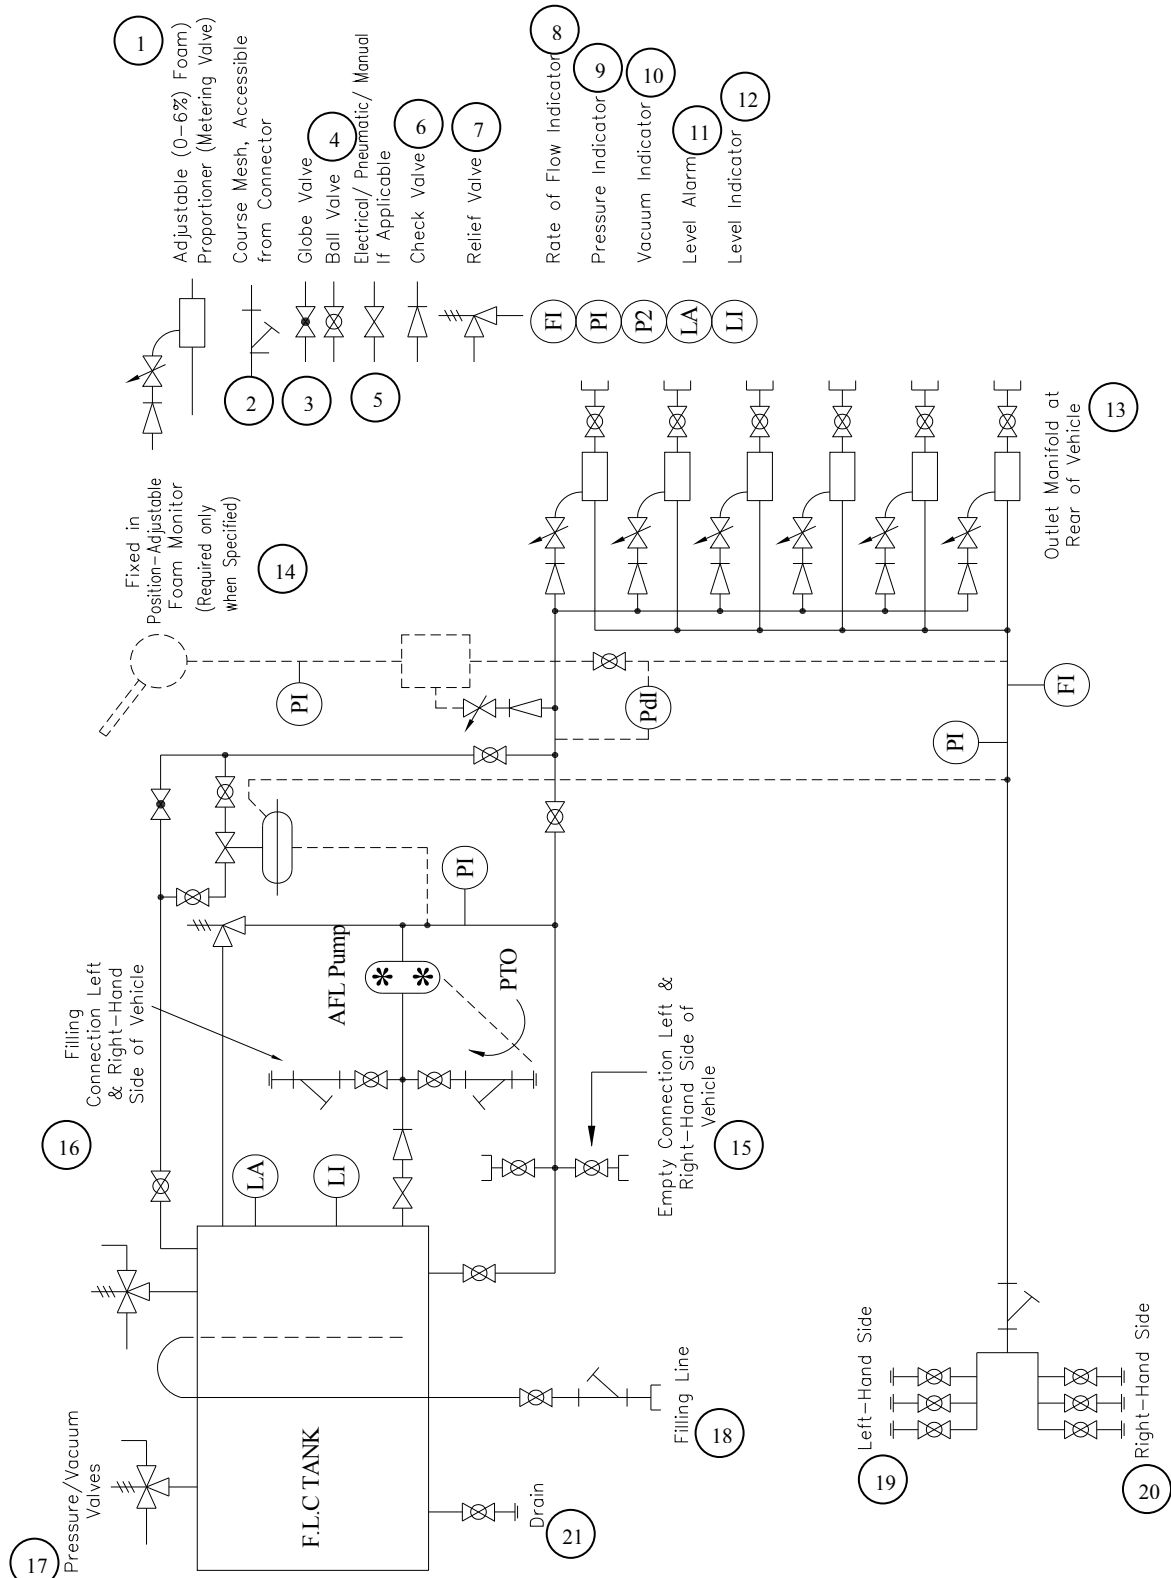 1
Adjustable (0-6%) Foam)
Proportioner (Metering Valve)
2
Course Mesh, Accessible
from Connector
3
Globe Valve
4
Ball Valve
5
Electrical/ Pneumatic/ Manual
If Applicable
6
Check Valve
7
Relief Valve
8
FI
Rate of Flow Indicator
9
PI
Pressure Indicator
10
P2
Vacuum Indicator
11
LA
Level Alarm
12
LI
Level Indicator
13
Outlet Manifold at
Rear of Vehicle
14
Fixed in
Position-Adjustable
Foam Monitor
(Required only
when Specified)
PI
PdI
FI
PI
PI
AFL Pump
PTO
16
Filling
Connection Left
& Right-Hand
Side of Vehicle
15
Empty Connection Left &
Right-Hand Side of
Vehicle
LA
LI
17
Pressure/Vacuum
Valves
F.L.C TANK
18
Filling Line
21
Drain
19
Left-Hand Side
20
Right-Hand Side